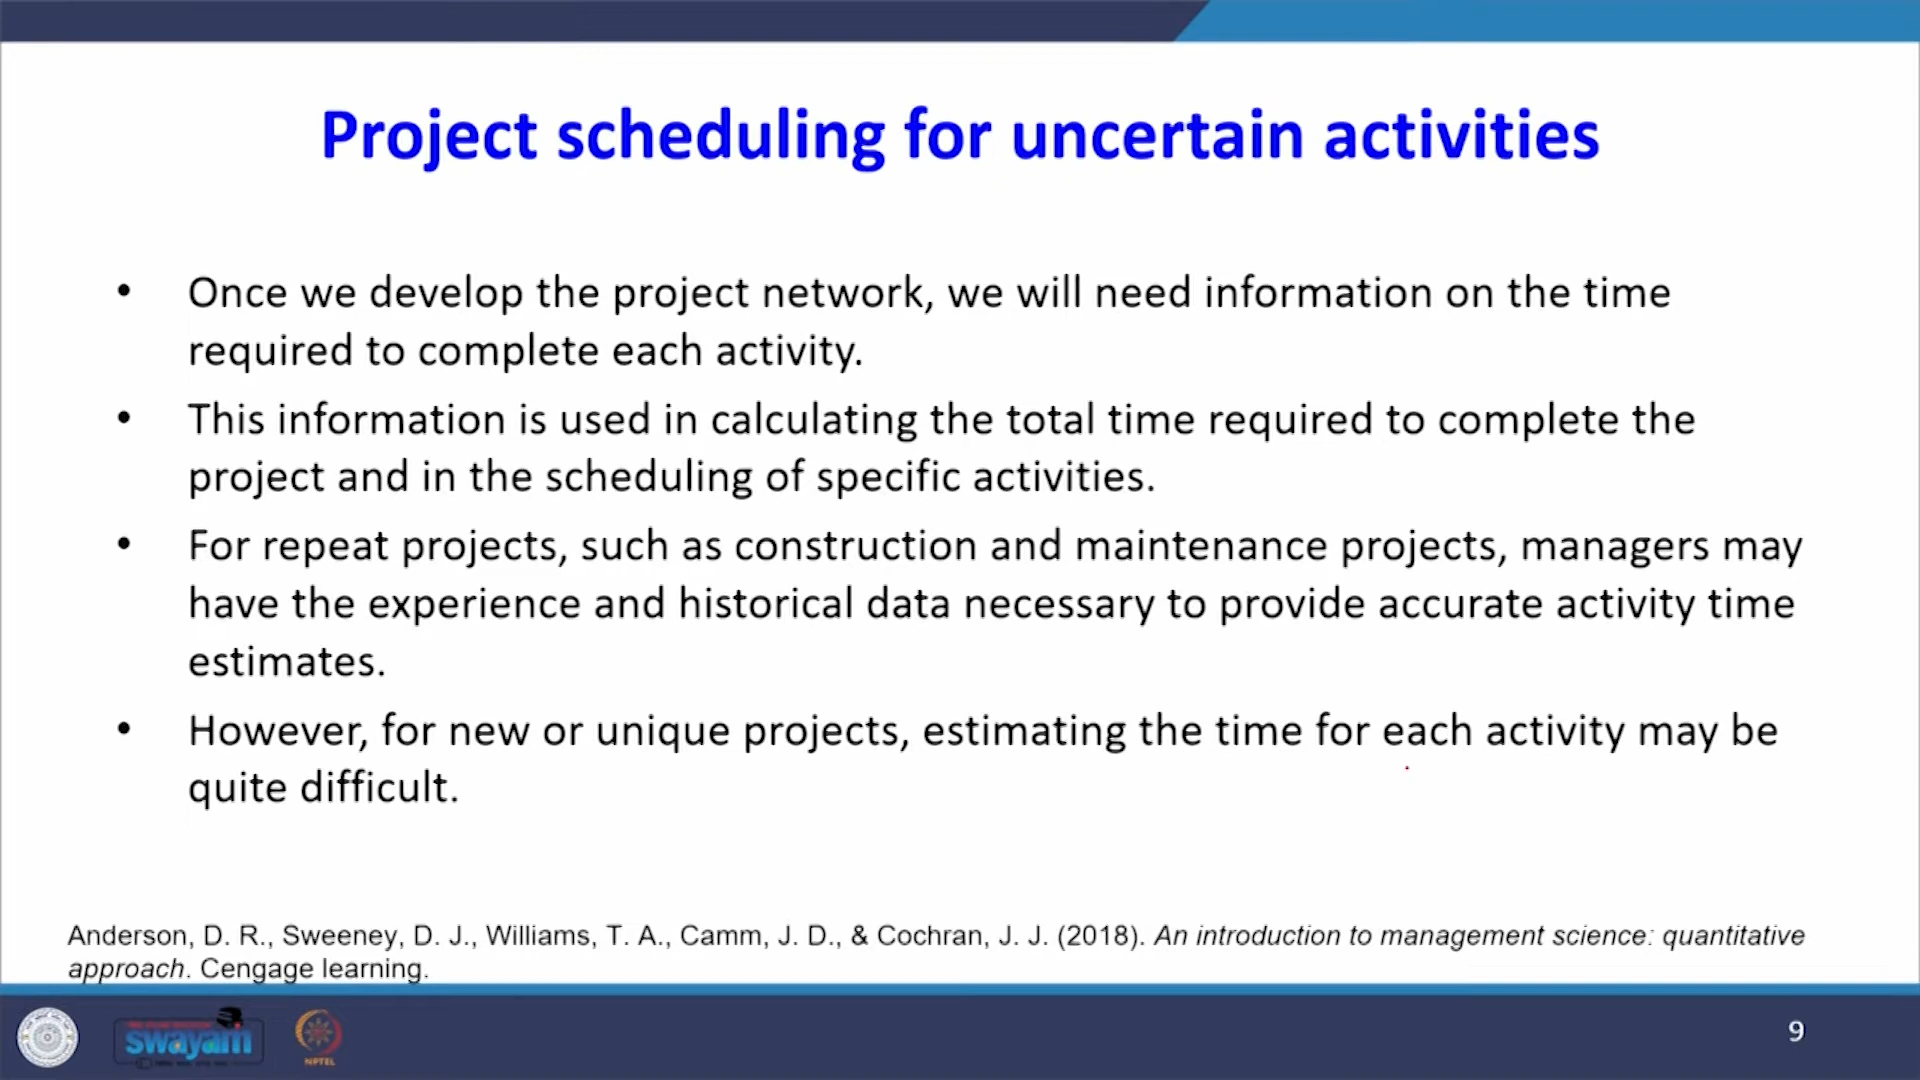 Project scheduling for uncertain activities
• Once we develop the project network, we will need information on the time
required to complete each activity.
• This information is used in calculating the total time required to complete the
project and in the scheduling of specific activities.
• For repeat projects, such as construction and maintenance projects, managers may
have the experience and historical data necessary to provide accurate activity time
estimates.
• However, for new or unique projects, estimating the time for each activity may be
quite difficult.
Anderson, D. R., Sweeney, D. J., Williams, T. A., Camm, J. D., & Cochran, J. J. (2018). An introduction to management science: quantitative
approach. Cengage learning.
swayam
NPTEL
9